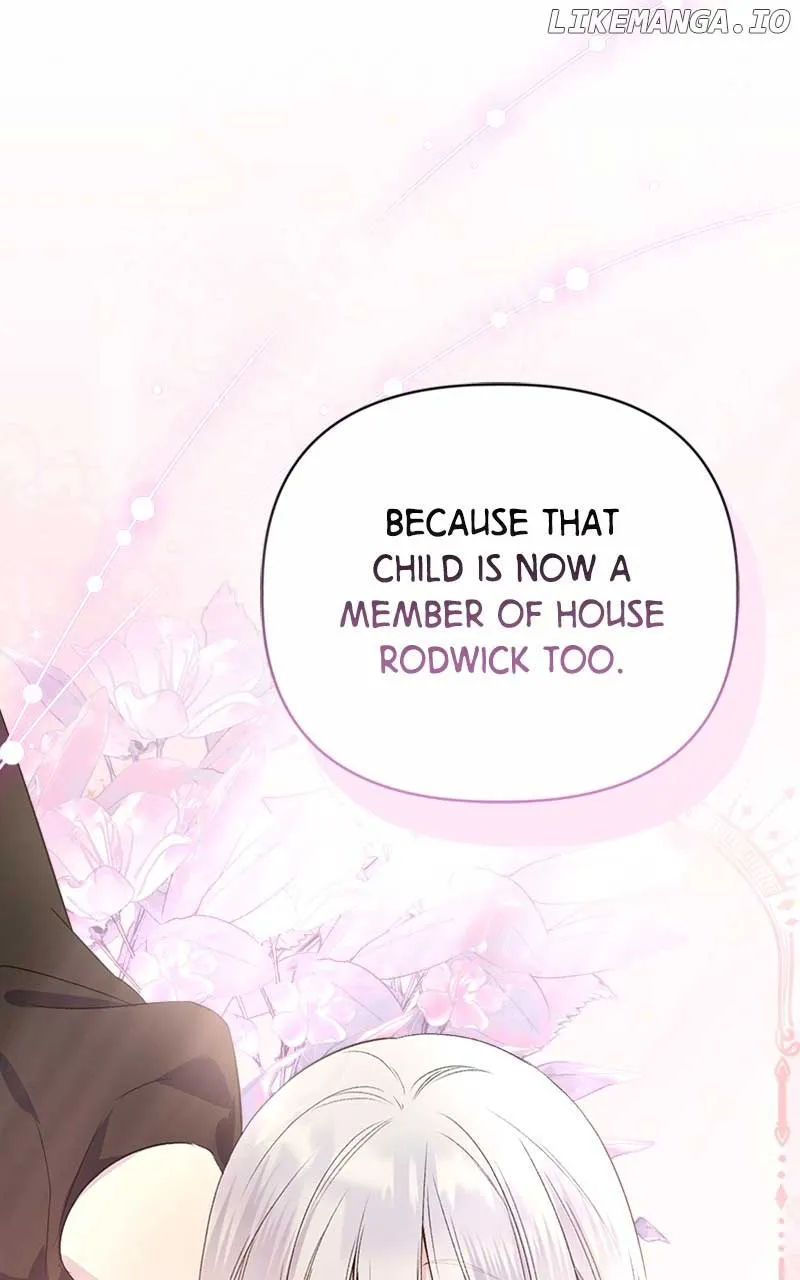 LIKEMANGA.IO
BECAUSE THAT
CHILD IS NOW A
MEMBER OF HOUSE
RODWICK TOO.